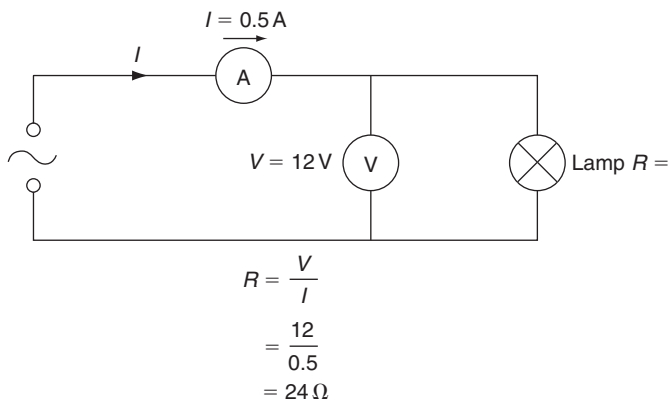 I = 0.5 A
I
A
V = 12 V
V
Lamp R =
R = V / I
= 12 / 0.5
= 24 Ω